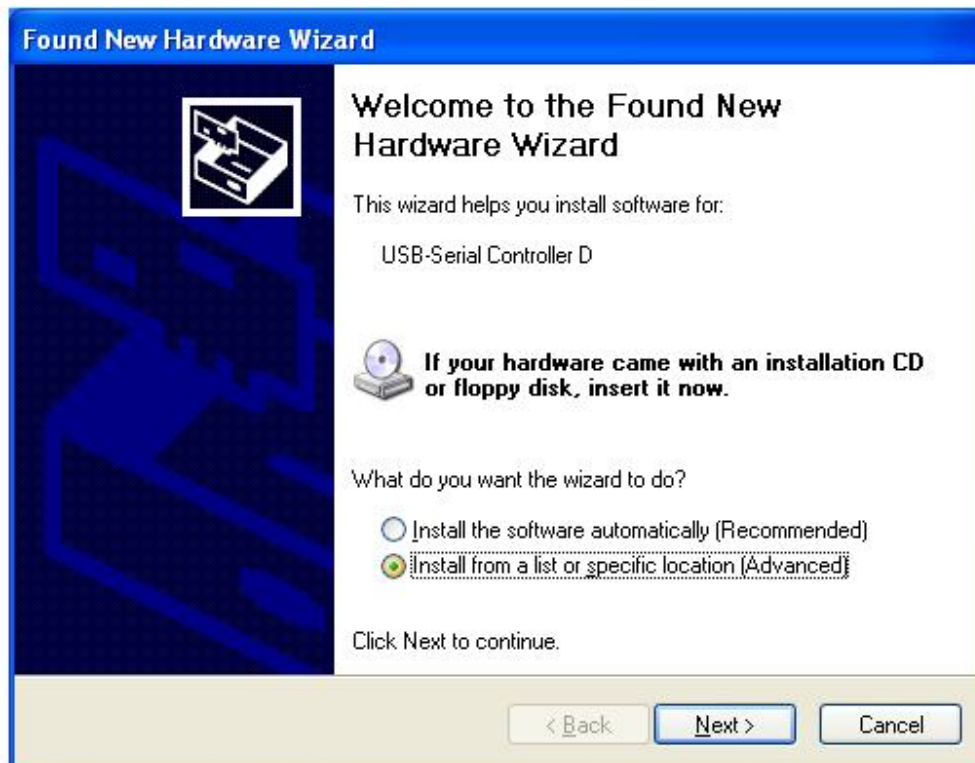 Found New Hardware Wizard
Welcome to the Found New
Hardware Wizard
This wizard helps you install software for:
USB-Serial Controller D
If your hardware came with an installation CD
or floppy disk, insert it now.
What do you want the wizard to do?
Install the software automatically (Recommended)
Install from a list or specific location (Advanced)
Click Next to continue.
< Back Next > Cancel